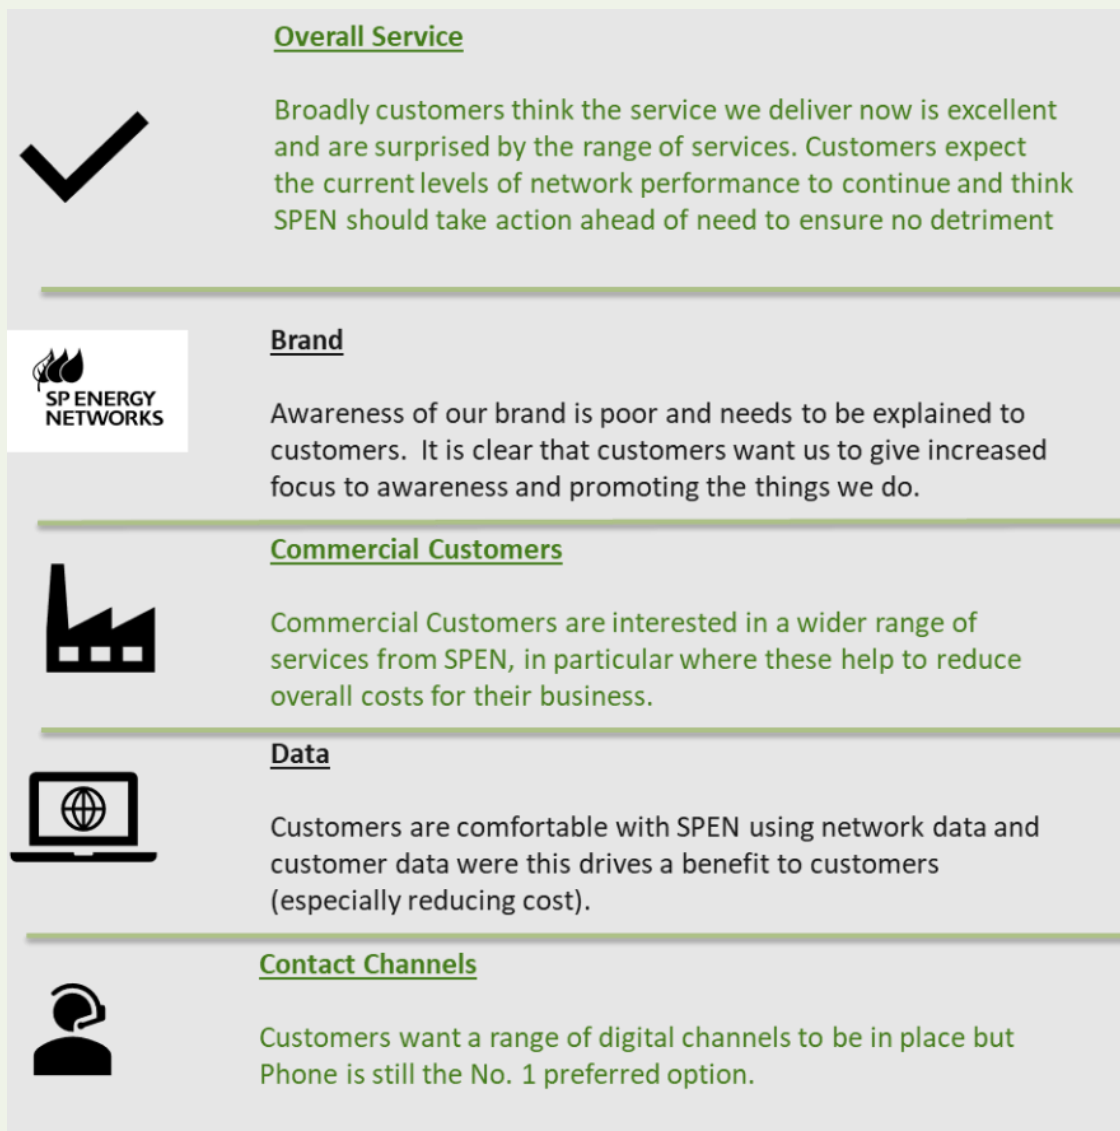 Overall Service
Broadly customers think the service we deliver now is excellent
and are surprised by the range of services. Customers expect
the current levels of network performance to continue and think
SPEN should take action ahead of need to ensure no detriment
SP ENERGY
NETWORKS
Brand
Awareness of our brand is poor and needs to be explained to
customers.  It is clear that customers want us to give increased
focus to awareness and promoting the things we do.
Commercial Customers
Commercial Customers are interested in a wider range of
services from SPEN, in particular where these help to reduce
overall costs for their business.
Data
Customers are comfortable with SPEN using network data and
customer data were this drives a benefit to customers
(especially reducing cost).
Contact Channels
Customers want a range of digital channels to be in place but
Phone is still the No. 1 preferred option.